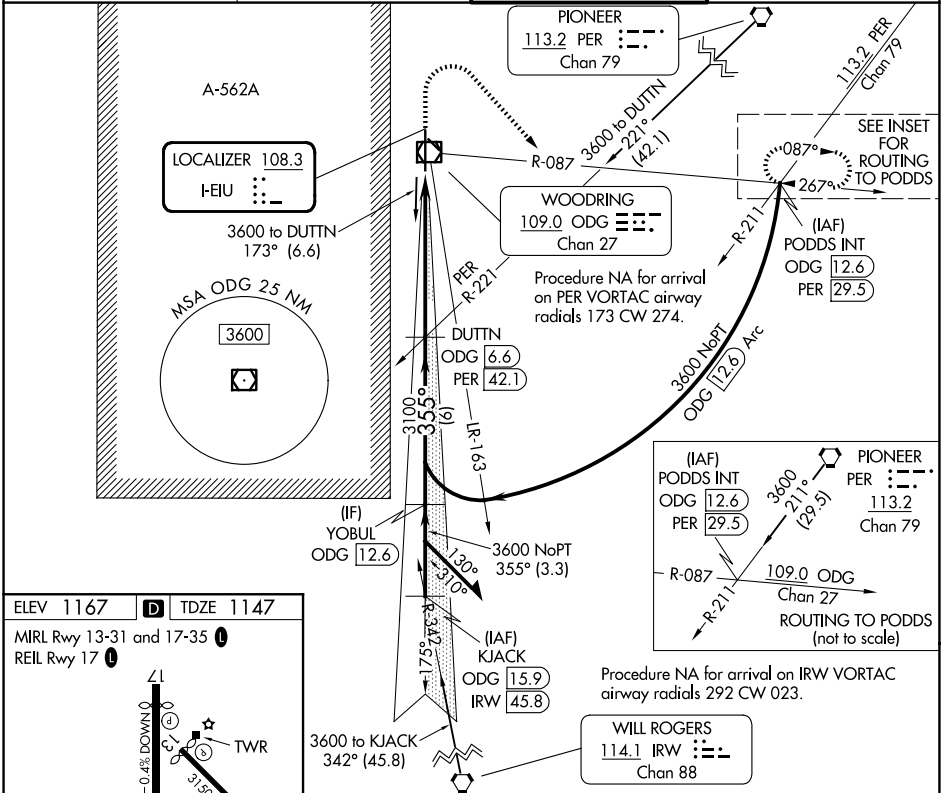 PIONEER
113.2 PER
Chan 79
113.2 PER
Chan 79
A-562A
3600 to DUTTN
221°
(42.1)
SEE INSET
FOR
ROUTING
TO PODDS
087°
267°
LOCALIZER 108.3
I-EIU
R-087
WOODRING
109.0 ODG
Chan 27
R-211
(IAF)
PODDS INT
ODG 12.6
PER 29.5
3600 to DUTTN
173° (6.6)
PER
R-221
Procedure NA for arrival
on PER VORTAC airway
radials 173 CW 274.
MSA ODG 25 NM
3600
DUTTN
ODG 6.6
PER 42.1
3600 NoPT
ODG 12.6 Arc
3100
355°
(6)
LR-163
(IF)
YOBUL
ODG 12.6
3600 NoPT
355° (3.3)
130°
310°
(IAF)
PODDS INT
ODG 12.6
PER 29.5
3600
211°
(29.5)
PIONEER
PER
113.2
Chan 79
R-087
109.0 ODG
Chan 27
R-211
ROUTING TO PODDS
(not to scale)
R-342
175°
(IAF)
KJACK
ODG 15.9
IRW 45.8
Procedure NA for arrival on IRW VORTAC
airway radials 292 CW 023.
3600 to KJACK
342° (45.8)
WILL ROGERS
114.1 IRW
Chan 88
ELEV 1167 D TDZE 1147
MIRL Rwy 13-31 and 17-35 L
REIL Rwy 17 L
17
P
0.4% DOWN
13
P
TWR
3150